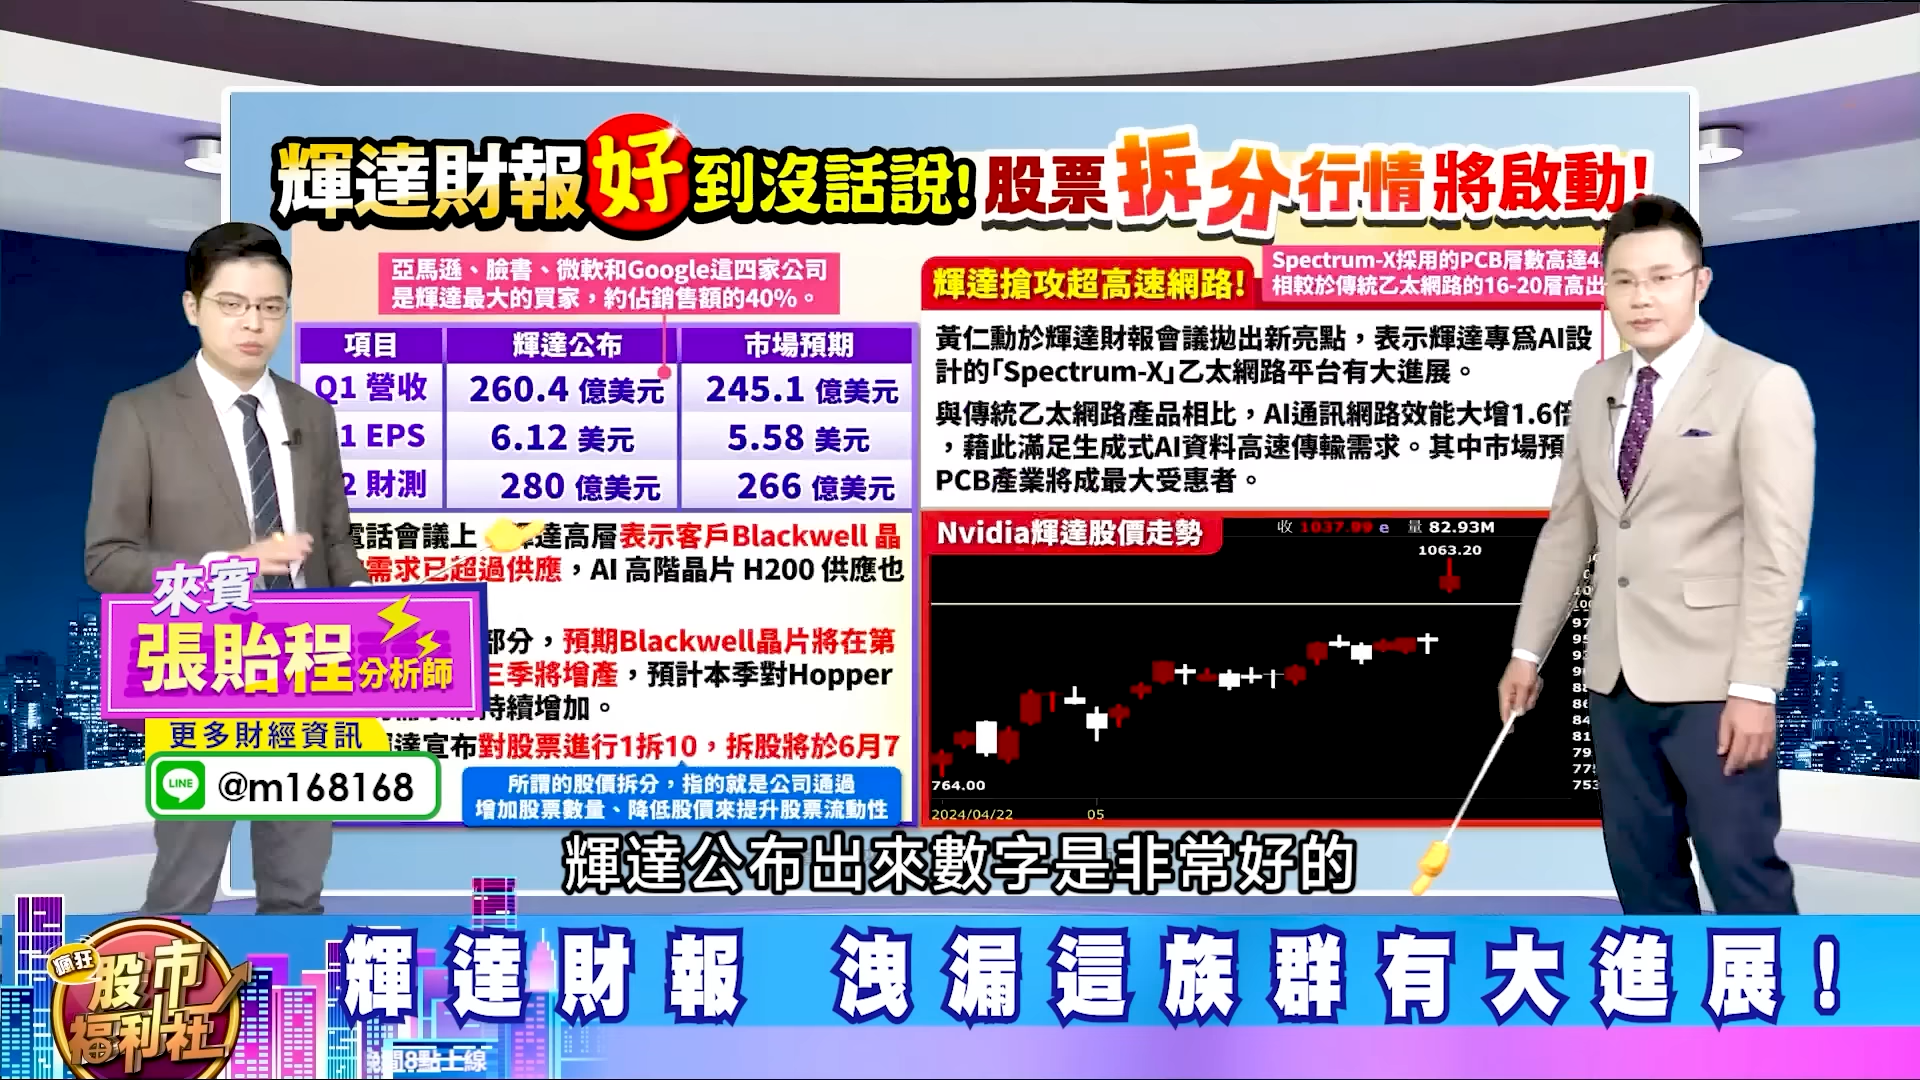 輝達財報好到沒話說!股票拆分行情將啟動!
亞馬遜、臉書、微軟和Google這四家公司
是輝達最大的買家，約佔銷售額的40%。
項目 輝達公布 市場預期
Q1 營收 260.4 億美元 245.1 億美元
1 EPS 6.12 美元 5.58 美元
2 財測 280 億美元 266 億美元
電話會議上 達高層表示客戶Blackwell 晶
需求已超過供應，AI 高階晶片 H200 供應也
部分，預期Blackwell晶片將在第
三季將增產，預計本季對Hopper
持續增加。
達宣布對股票進行1拆10，拆股將於6月7
所謂的股價拆分，指的就是公司通過
增加股票數量、降低股價來提升股票流動性
輝達搶攻超高速網路!
Spectrum-X採用的PCB層數高達4
相較於傳統乙太網路的16-20層高出
黃仁勳於輝達財報會議拋出新亮點，表示輝達專爲AI設
計的「Spectrum-X」乙太網路平台有大進展。
與傳統乙太網路產品相比，AI通訊網路效能大增1.6倍
，藉此滿足生成式AI資料高速傳輸需求。其中市場預
PCB產業將成最大受惠者。
Nvidia輝達股價走勢
收 1037.99 e 量 82.93M
1063.20
764.00
2024/04/22 05
97
95
88
84
81
79
77
753
來賓
張貽程分析師
更多財經資訊
LINE @m168168
輝達公布出來數字是非常好的
輝達財報 洩漏這族群有大進展!
瘋狂
股市
福利社
晚間8點上線